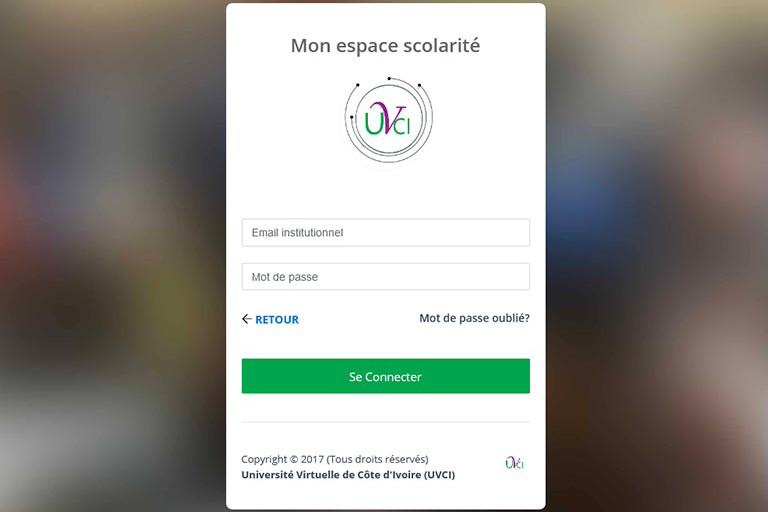 Mon espace scolarité
UVCI
Email institutionnel
Mot de passe
← RETOUR
Mot de passe oublié?
Se Connecter
Copyright © 2017 (Tous droits réservés)
Université Virtuelle de Côte d'Ivoire (UVCI)
UVCI